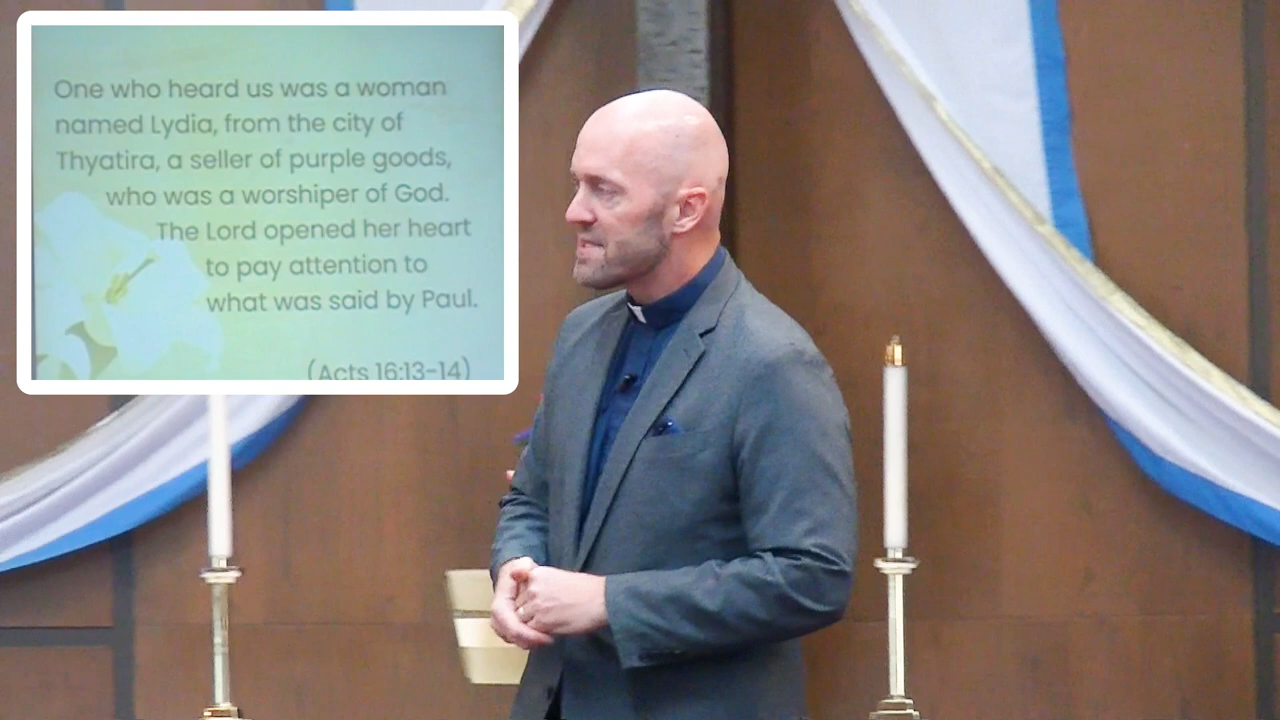 One who heard us was a woman
named Lydia, from the city of
Thyatira, a seller of purple goods,
who was a worshiper of God.
The Lord opened her heart
to pay attention to
what was said by Paul.
(Acts 16:13-14)